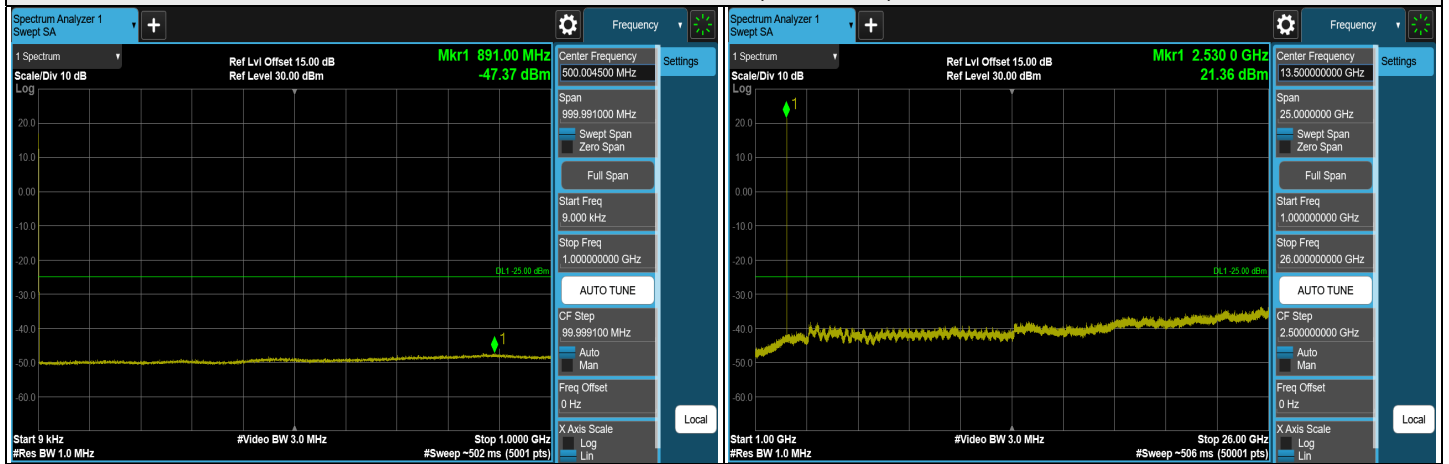 Spectrum Analyzer 1
Swept SA
+
Frequency
1 Spectrum
Scale/Div 10 dB
Log
Ref Lvl Offset 15.00 dB
Ref Level 30.00 dBm
Mkr1 891.00 MHz
-47.37 dBm
20.0
10.0
0.00
-10.0
-20.0
-30.0
-40.0
-50.0
-60.0
DL1 -25.00 dBm
1
Start 9 kHz
#Res BW 1.0 MHz
#Video BW 3.0 MHz
Stop 1.0000 GHz
#Sweep ~502 ms (5001 pts)
Center Frequency
500.004500 MHz
Span
999.991000 MHz
Swept Span
Zero Span
Full Span
Start Freq
9.000 kHz
Stop Freq
1.000000000 GHz
AUTO TUNE
CF Step
99.999100 MHz
Auto
Man
Freq Offset
0 Hz
X Axis Scale
Log
Lin
Settings
Local
Spectrum Analyzer 1
Swept SA
+
Frequency
1 Spectrum
Scale/Div 10 dB
Log
Ref Lvl Offset 15.00 dB
Ref Level 30.00 dBm
Mkr1 2.530 0 GHz
21.36 dBm
1
20.0
10.0
0.00
-10.0
-20.0
-30.0
-40.0
-50.0
-60.0
DL1 -25.00 dBm
Start 1.00 GHz
#Res BW 1.0 MHz
#Video BW 3.0 MHz
Stop 26.00 GHz
#Sweep ~506 ms (5001 pts)
Center Frequency
13.500000000 GHz
Span
25.0000000 GHz
Swept Span
Zero Span
Full Span
Start Freq
1.000000000 GHz
Stop Freq
26.000000000 GHz
AUTO TUNE
CF Step
2.500000000 GHz
Auto
Man
Freq Offset
0 Hz
X Axis Scale
Log
Lin
Settings
Local